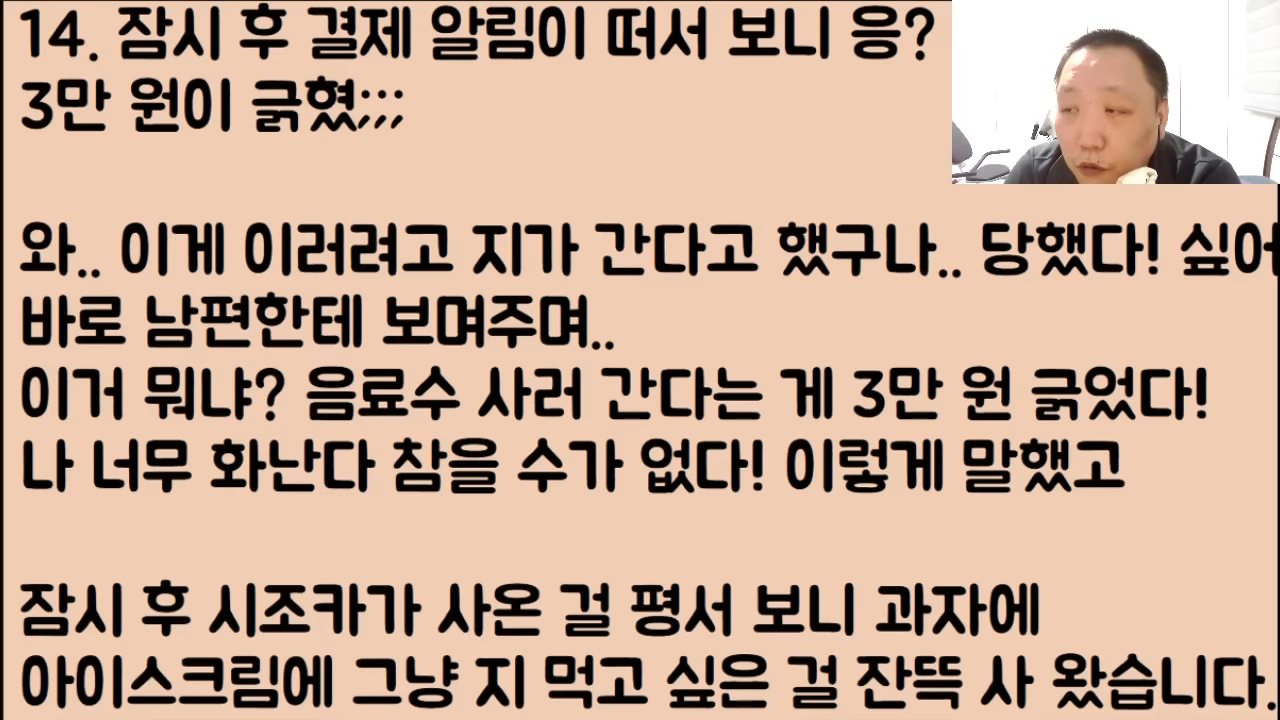 14. 잠시 후 결제 알림이 떠서 보니 응?
3만 원이 긁혔;;;
와.. 이게 이러려고 지가 간다고 했구나.. 당했다! 싶어
바로 남편한테 보며주며..
이거 뭐냐? 음료수 사러 간다는 게 3만 원 긁었다!
나 너무 화난다 참을 수가 없다! 이렇게 말했고
잠시 후 시조카가 사온 걸 평서 보니 과자에
아이스크림에 그냥 지 먹고 싶은 걸 잔뜩 사 왔습니다.